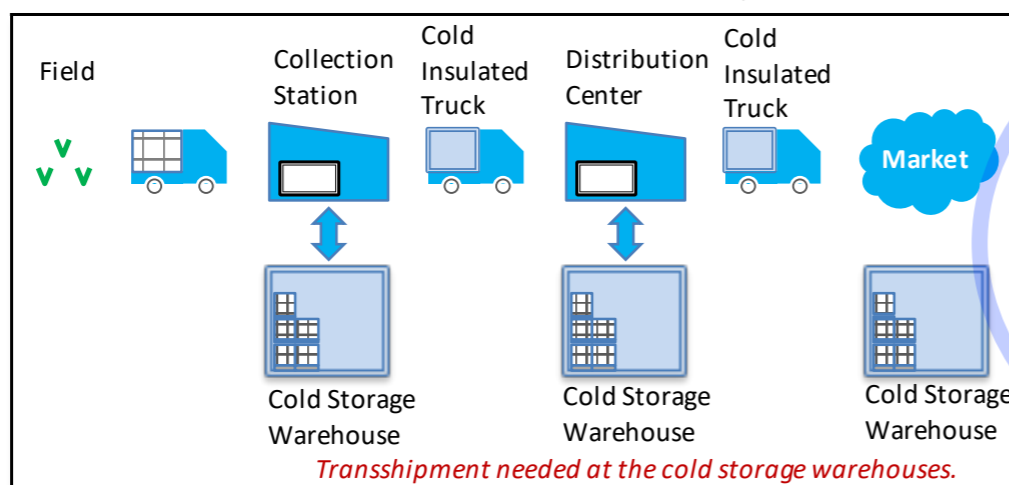 Field
Collection
Station
Cold
Insulated
Truck
Distribution
Center
Cold
Insulated
Truck
Market
Cold Storage
Warehouse
Cold Storage
Warehouse
Cold Storage
Warehouse
Transshipment needed at the cold storage warehouses.